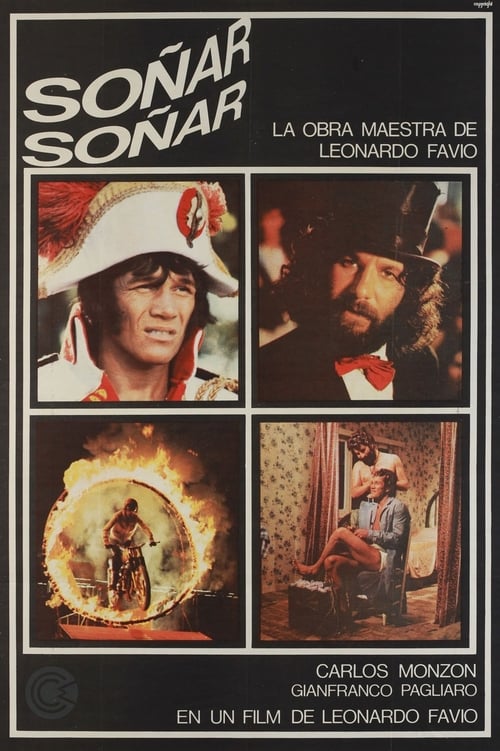 SOÑAR
SOÑAR
LA OBRA MAESTRA DE
LEONARDO FAVIO
CARLOS MONZON
GIANFRANCO PAGLIARO
EN UN FILM DE LEONARDO FAVIO